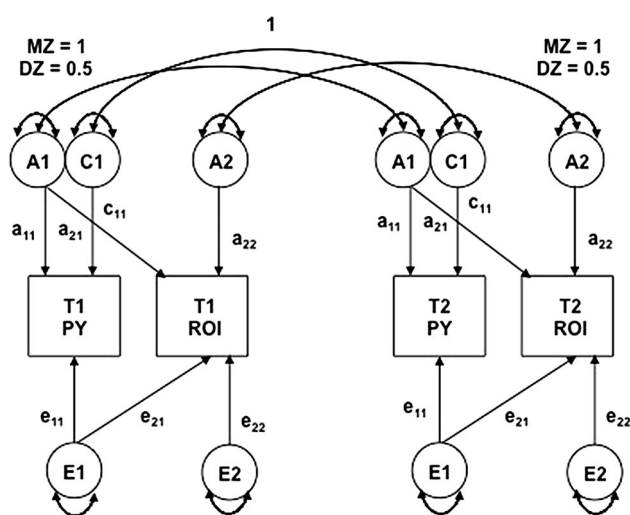 1
MZ = 1
DZ = 0.5
MZ = 1
DZ = 0.5
A1 C1 A2 A1 C1 A2
a11 a21 c11 a22 a11 a21 c11 a22
T1
PY
T1
ROI
T2
PY
T2
ROI
e11 e21 e22 e11 e21 e22
E1 E2 E1 E2